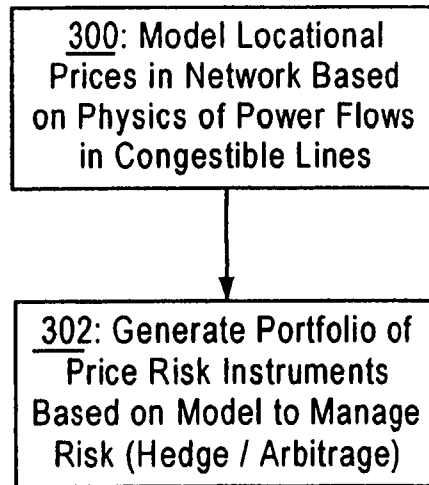 300: Model Locational
Prices in Network Based
on Physics of Power Flows
in Congestible Lines
302: Generate Portfolio of
Price Risk Instruments
Based on Model to Manage
Risk (Hedge / Arbitrage)